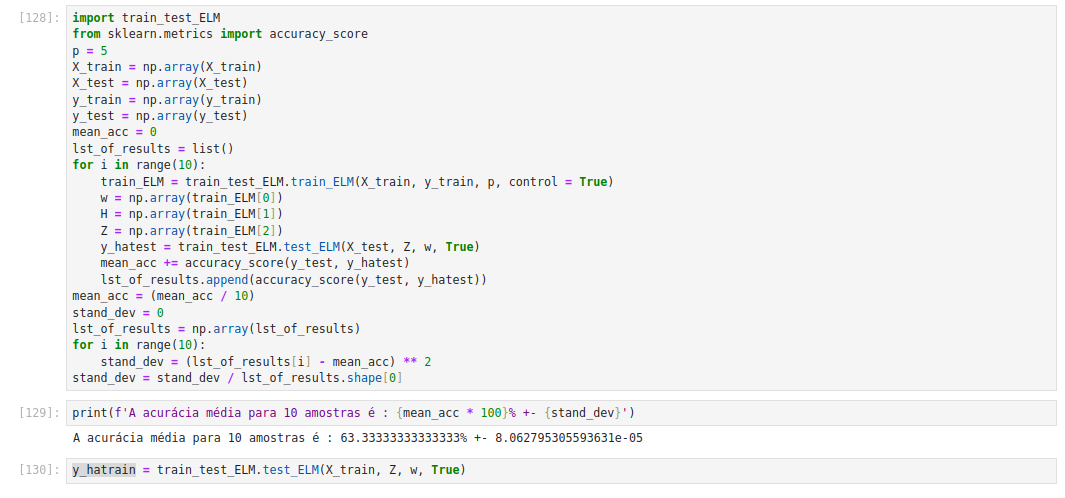 [128]: import train_test_ELM
from sklearn.metrics import accuracy_score
p = 5
X_train = np.array(X_train)
X_test = np.array(X_test)
y_train = np.array(y_train)
y_test = np.array(y_test)
mean_acc = 0
lst_of_results = list()
for i in range(10):
    train_ELM = train_test_ELM.train_ELM(X_train, y_train, p, control = True)
    w = np.array(train_ELM[0])
    H = np.array(train_ELM[1])
    Z = np.array(train_ELM[2])
    y_hatest = train_test_ELM.test_ELM(X_test, Z, w, True)
    mean_acc += accuracy_score(y_test, y_hatest)
    lst_of_results.append(accuracy_score(y_test, y_hatest))
mean_acc = (mean_acc / 10)
stand_dev = 0
lst_of_results = np.array(lst_of_results)
for i in range(10):
    stand_dev = (lst_of_results[i] - mean_acc) ** 2
stand_dev = stand_dev / lst_of_results.shape[0]
[129]: print(f'A acurácia média para 10 amostras é : {mean_acc * 100}% +- {stand_dev}')
A acurácia média para 10 amostras é : 63.33333333333333% +- 8.062795305593631e-05
[130]: y_hatrain = train_test_ELM.test_ELM(X_train, Z, w, True)